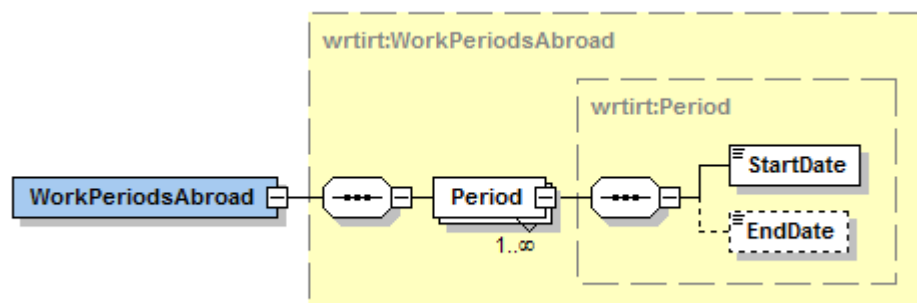 wrtirt:WorkPeriodsAbroad
wrtirt:Period
StartDate
WorkPeriodsAbroad
Period
1..∞
EndDate